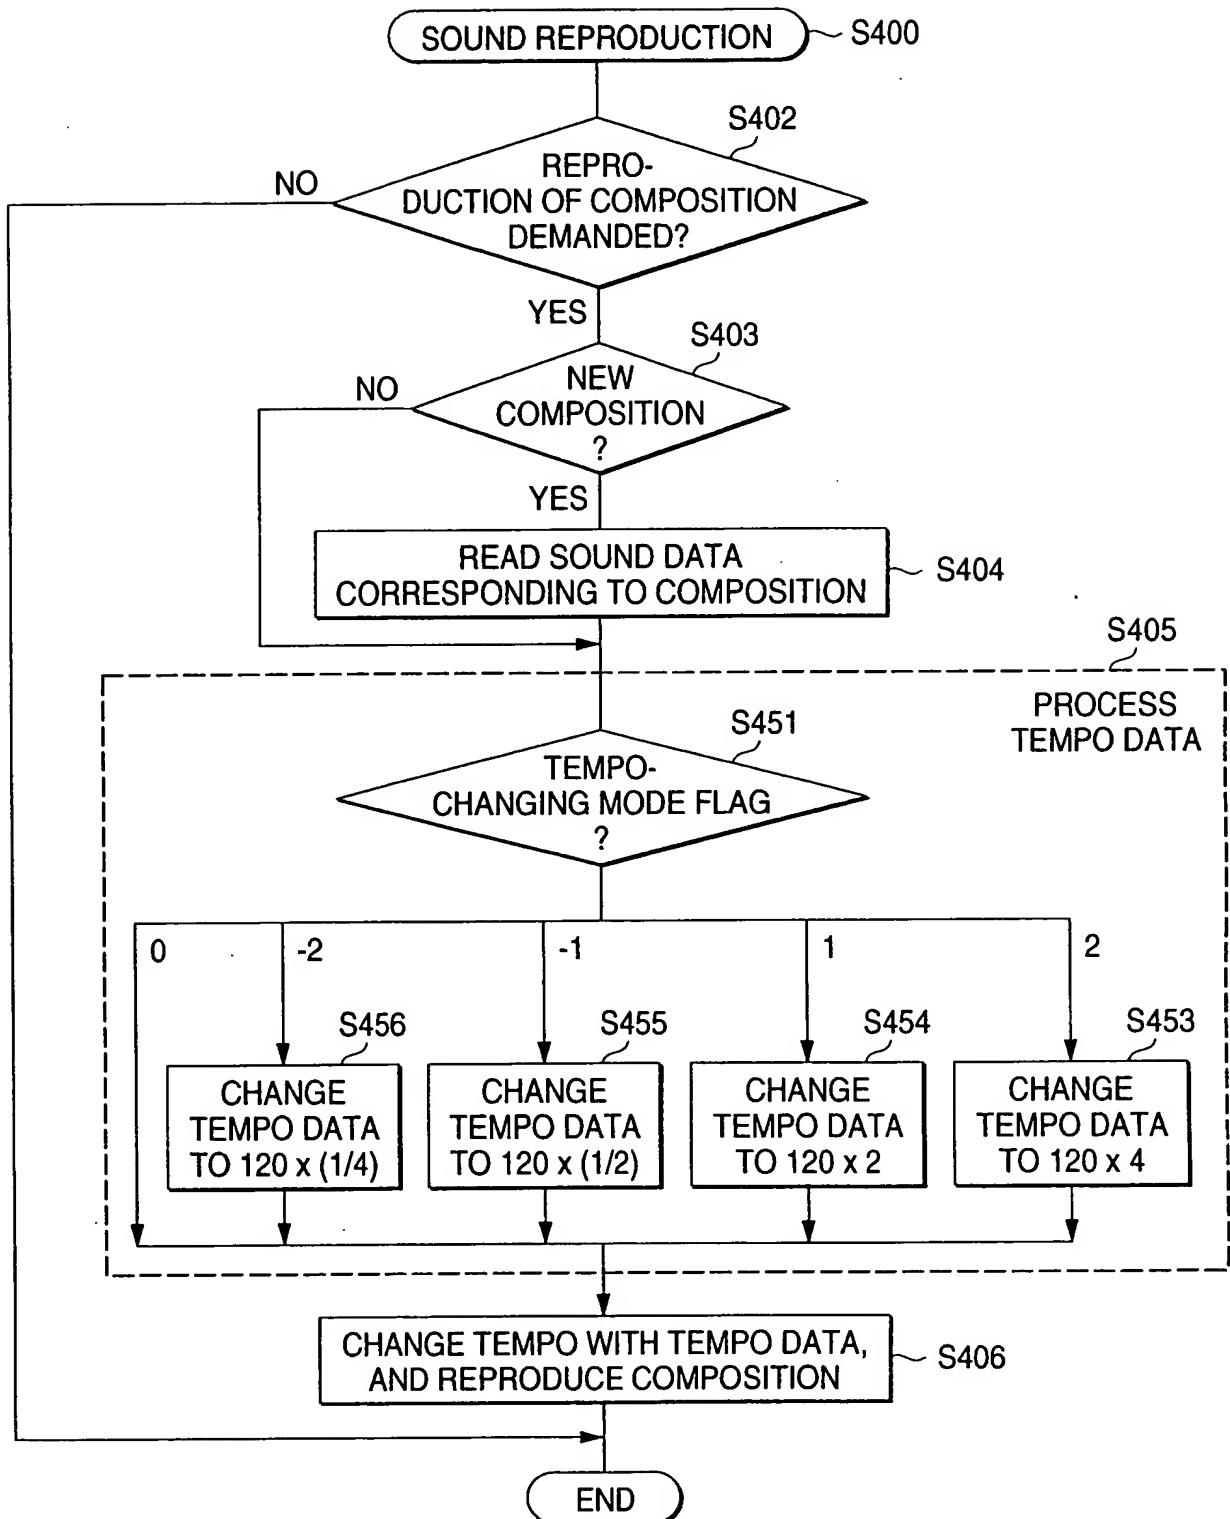 SOUND REPRODUCTION
S400
S402
REPRO-
DUCTION OF COMPOSITION
DEMANDED?
NO
YES
S403
NEW
COMPOSITION
?
NO
YES
READ SOUND DATA
CORRESPONDING TO COMPOSITION
S404
S405
PROCESS
TEMPO DATA
S451
TEMPO-
CHANGING MODE FLAG
?
0
-2
-1
1
2
S456
CHANGE
TEMPO DATA
TO 120 x (1/4)
S455
CHANGE
TEMPO DATA
TO 120 x (1/2)
S454
CHANGE
TEMPO DATA
TO 120 x 2
S453
CHANGE
TEMPO DATA
TO 120 x 4
CHANGE TEMPO WITH TEMPO DATA,
AND REPRODUCE COMPOSITION
S406
END